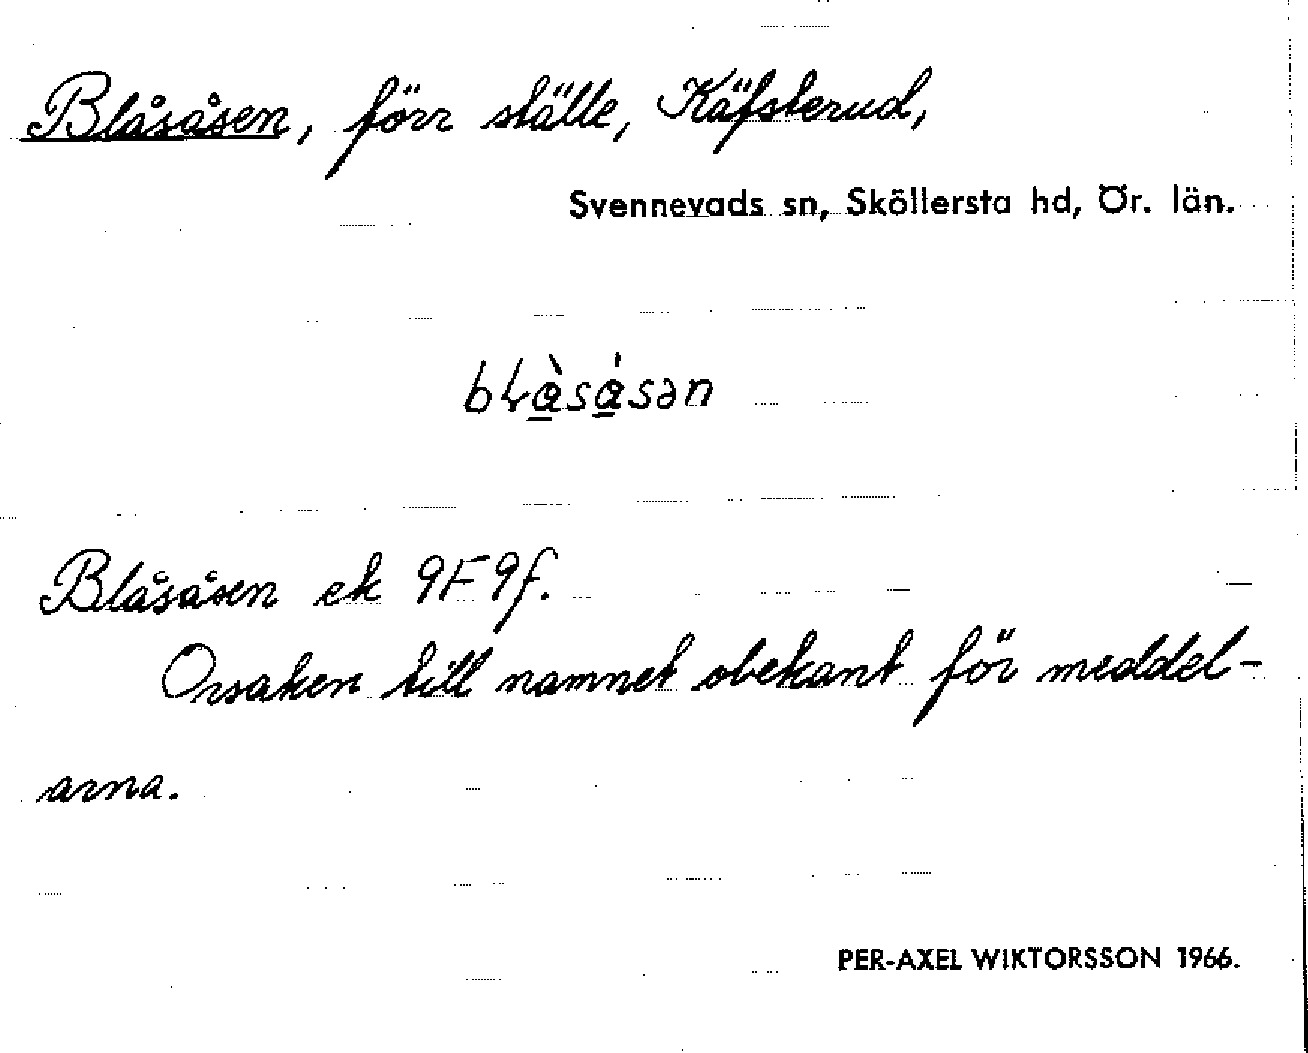 Blåsåsen, förr ställe, Käfsterud,
Svennevads sn, Sköllersta hd, Ör. län.
Blåsåsen ek 9F9f.
Orsaken till namnet obekant för meddel-
arna.
PER-AXEL WIKTORSSON 1966.